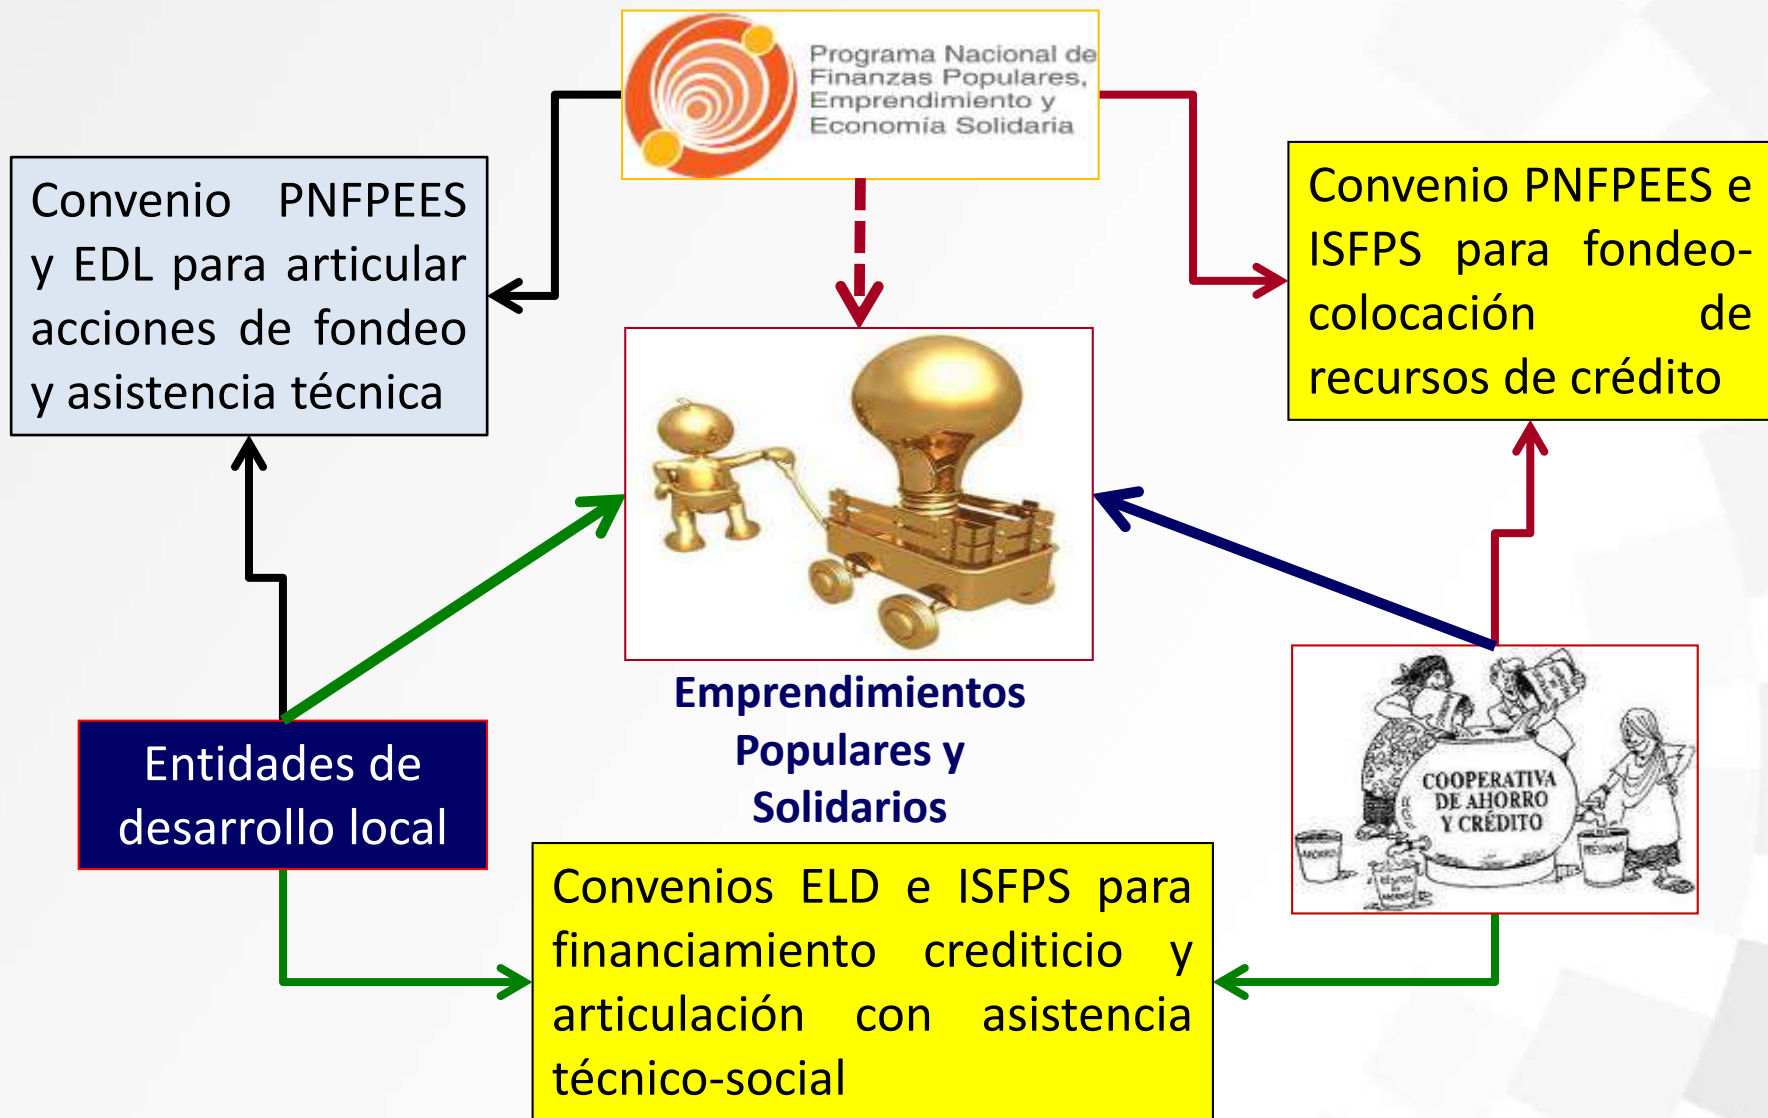 Programa Nacional de
Finanzas Populares,
Emprendimiento y
Economía Solidaria
Convenio PNFPEES
y EDL para articular
acciones de fondeo
y asistencia técnica
Convenio PNFPEES e
ISFPS para fondeo-
colocación de
recursos de crédito
Emprendimientos
Populares y
Solidarios
Entidades de
desarrollo local
COOPERATIVA
DE AHORRO
Y CRÉDITO
AHORROS
Convenios ELD e ISFPS para
financiamiento crediticio y
articulación con asistencia
técnico-social